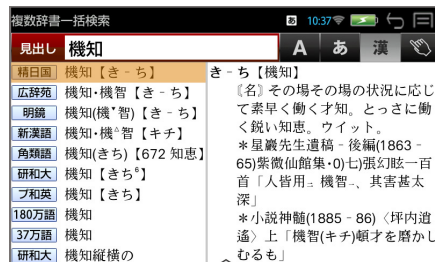 複数辞書一括検索 あ 10:37
見出し 機知 A あ 漢
精日国 機知【き‐ち】
広辞苑 機知・機智【き‐ち】
明鏡 機知(機▼智)【き‐ち】
新漢語 機知・機△智【キチ】
角類語 機知(きち)【672 知恵】
研和大 機知【きち⁶】
プ和英 機知【きち】
180万語 機知
37万語 機知
研和大 機知縦横の
き‐ち【機知】
〘名〙その場その場の状況に応じ
て素早く働く才知。とっさに働
く鋭い知恵。ウイット。
＊星巌先生遺稿‐後編(1863‐
65)紫微仙館集・0七)張幻眩一百
首「人皆用
機智
、其害甚太
深」
＊小説神髄(1885‐86)〈坪内逍
遙〉上「機智(キチ)頓才を磨かし
むるも」